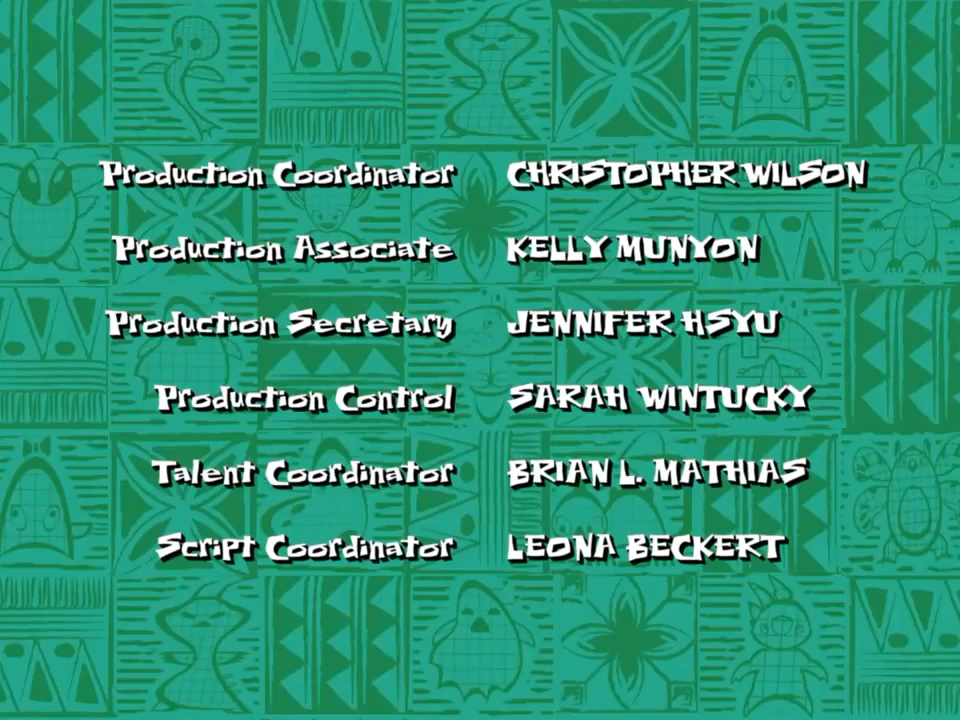 Production Coordinator CHRISTOPHER WILSON
Production Associate KELLY MUNYON
Production Secretary JENNIFER HSYU
Production Control SARAH WINTUCKY
Talent Coordinator BRIAN L. MATHIAS
Script Coordinator LEONA BECKERT